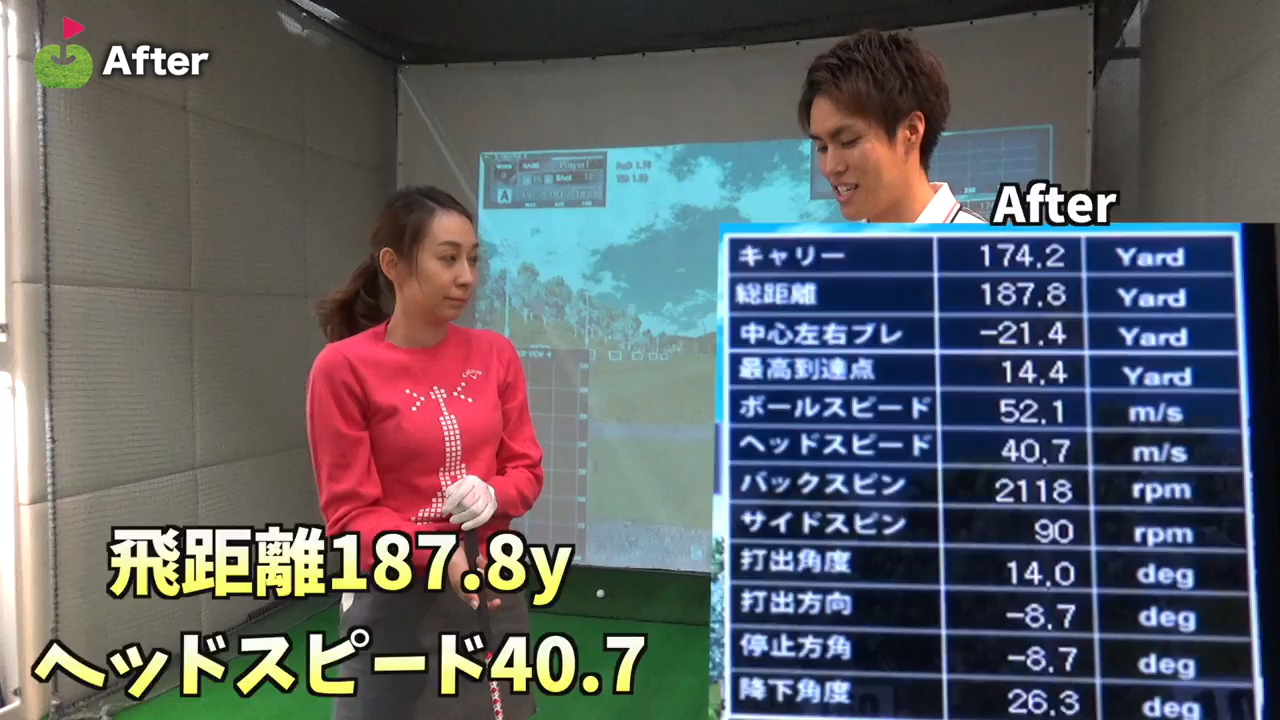 After
NAME
Player1
Shot 12
A
After
キャリー 174.2 Yard
総距離 187.8 Yard
中心左右ブレ -21.4 Yard
最高到達点 14.4 Yard
ボールスピード 52.1 m/s
ヘッドスピード 40.7 m/s
バックスピン 2118 rpm
サイドスピン 90 rpm
打出角度 14.0 deg
打出方向 -8.7 deg
停止方角 -8.7 deg
降下角度 26.3 deg
飛距離187.8y
ヘッドスピード40.7